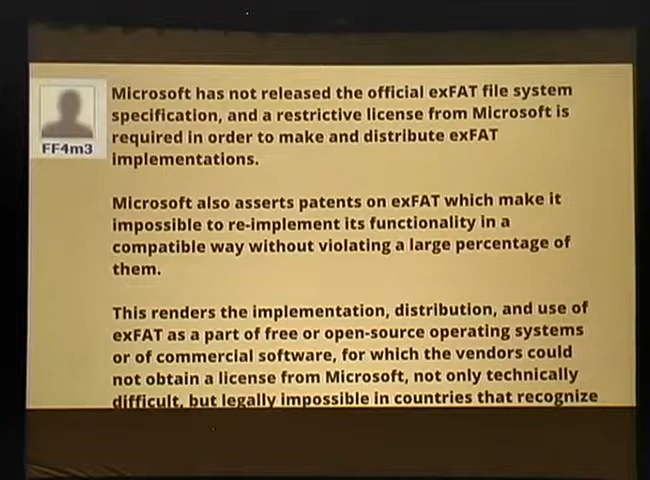 Microsoft has not released the official exFAT file system
specification, and a restrictive license from Microsoft is
required in order to make and distribute exFAT
implementations.
FF4m3
Microsoft also asserts patents on exFAT which make it
impossible to re-implement its functionality in a
compatible way without violating a large percentage of
them.
This renders the implementation, distribution, and use of
exFAT as a part of free or open-source operating systems
or of commercial software, for which the vendors could
not obtain a license from Microsoft, not only technically
difficult, but legally impossible in countries that recognize